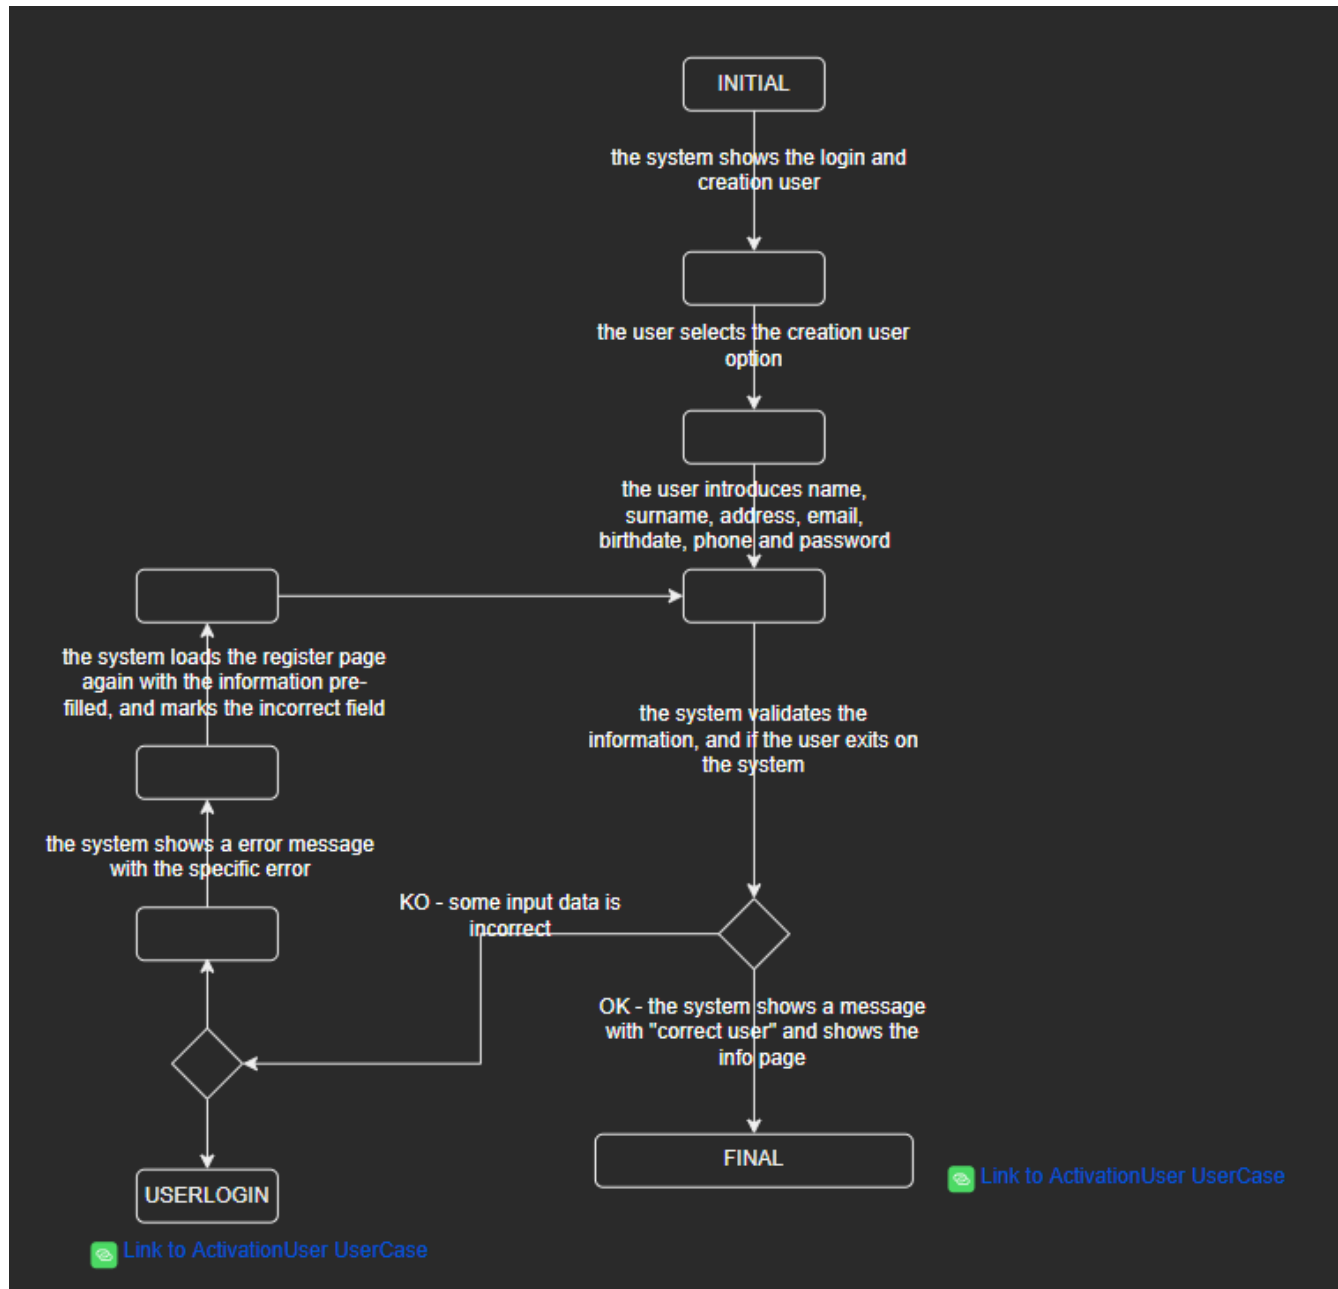 INITIAL
the system shows the login and
creation user
the user selects the creation user
option
the user introduces name,
surname, address, email,
birthdate, phone and password
the system loads the register page
again with the information pre-
filled, and marks the incorrect field
the system validates the
information, and if the user exits on
the system
the system shows a error message
with the specific error
KO - some input data is
incorrect
OK - the system shows a message
with "correct user" and shows the
info page
FINAL
Link to ActivationUser UserCase
USERLOGIN
Link to ActivationUser UserCase